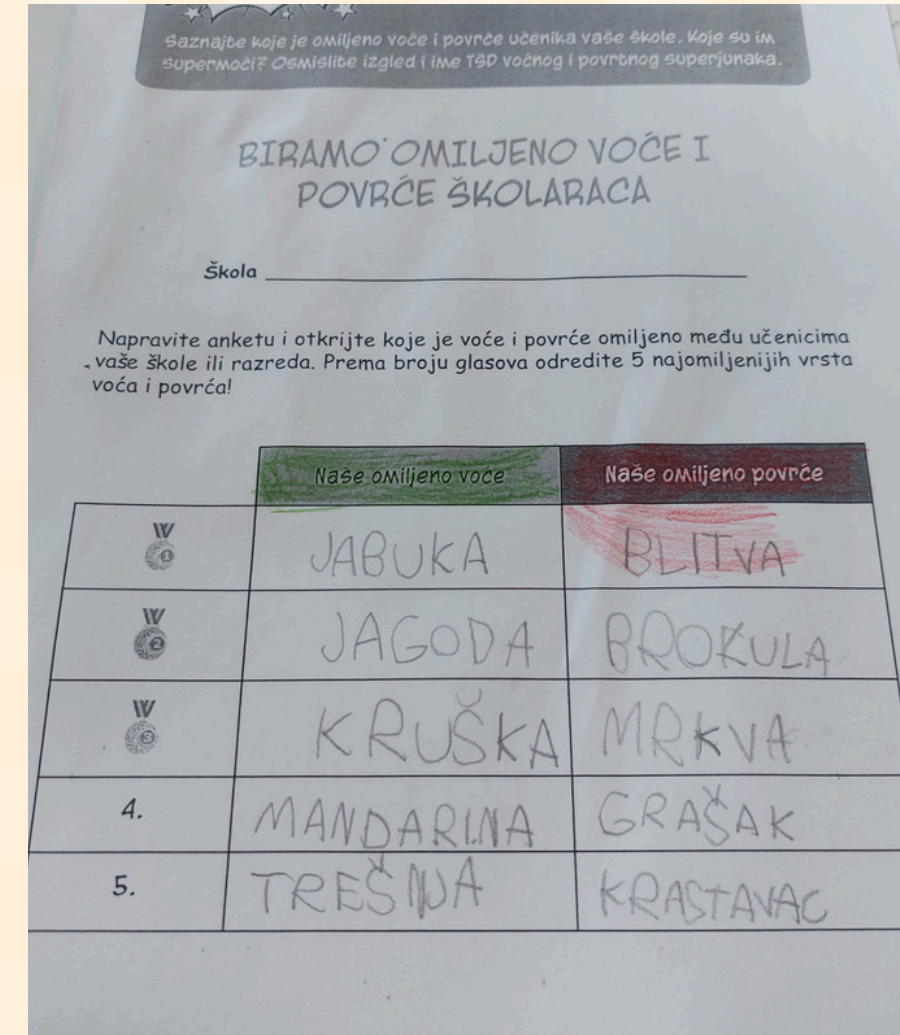 Saznajte koje je omiljeno voće i povrće učenika vaše škole. Koje su im
supermoći? Osmislite izgled i ime TSD voćnog i povrtnog superjunaka.
BIRAMO OMILJENO VOĆE I
POVRĆE ŠKOLARACA
Škola
Napravite anketu i otkrijte koje je voće i povrće omiljeno među učenicima
vaše škole ili razreda. Prema broju glasova odredite 5 najomiljenijih vrsta
voća i povrća!
Naše omiljeno voće Naše omiljeno povrće
1 JABUKA BLITVA
2 JAGODA BROKULA
3 KRUŠKA MRKVA
4. MANDARINA GRAŠAK
5. TREŠNJA KRASTAVAC